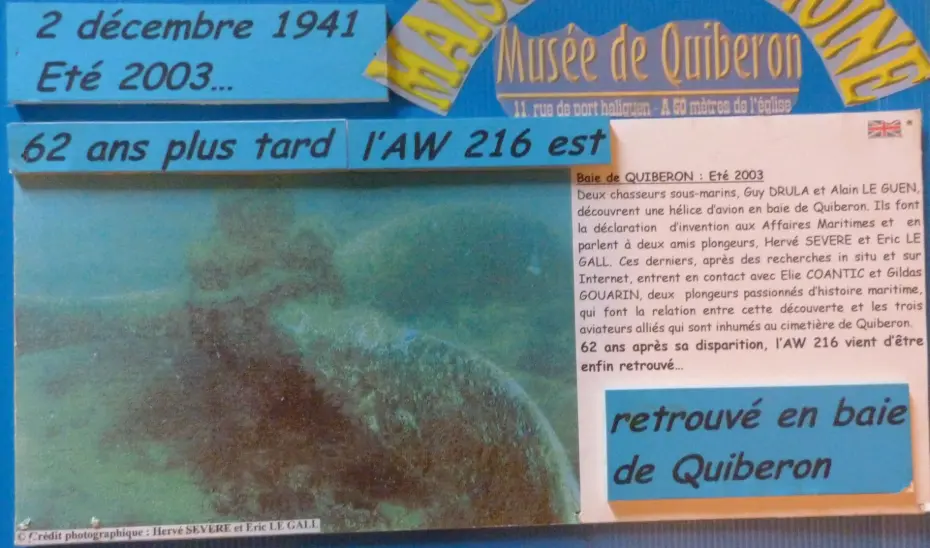 2 décembre 1941
Eté 2003...
MAIS
OINE
Musée de Quiberon
11, rue de port haliguen - A 50 mètres de l'église
62 ans plus tard l'AW 216 est
Baie de QUIBERON : Eté 2003
Deux chasseurs sous-marins, Guy DRULA et Alain LE GUEN,
découvrent une hélice d'avion en baie de Quiberon. Ils font
la déclaration d'invention aux Affaires Maritimes et en
parlent à deux amis plongeurs, Hervé SEVERE et Eric LE
GALL. Ces derniers, après des recherches in situ et sur
Internet, entrent en contact avec Elie COANTIC et Gildas
GOUARIN, deux plongeurs passionnés d'histoire maritime,
qui font la relation entre cette découverte et les trois
aviateurs alliés qui sont inhumés au cimetière de Quiberon.
62 ans après sa disparition, l'AW 216 vient d'être
enfin retrouvé...
retrouvé en baie
de Quiberon
© Crédit photographique : Hervé SEVERE et Eric LE GALL